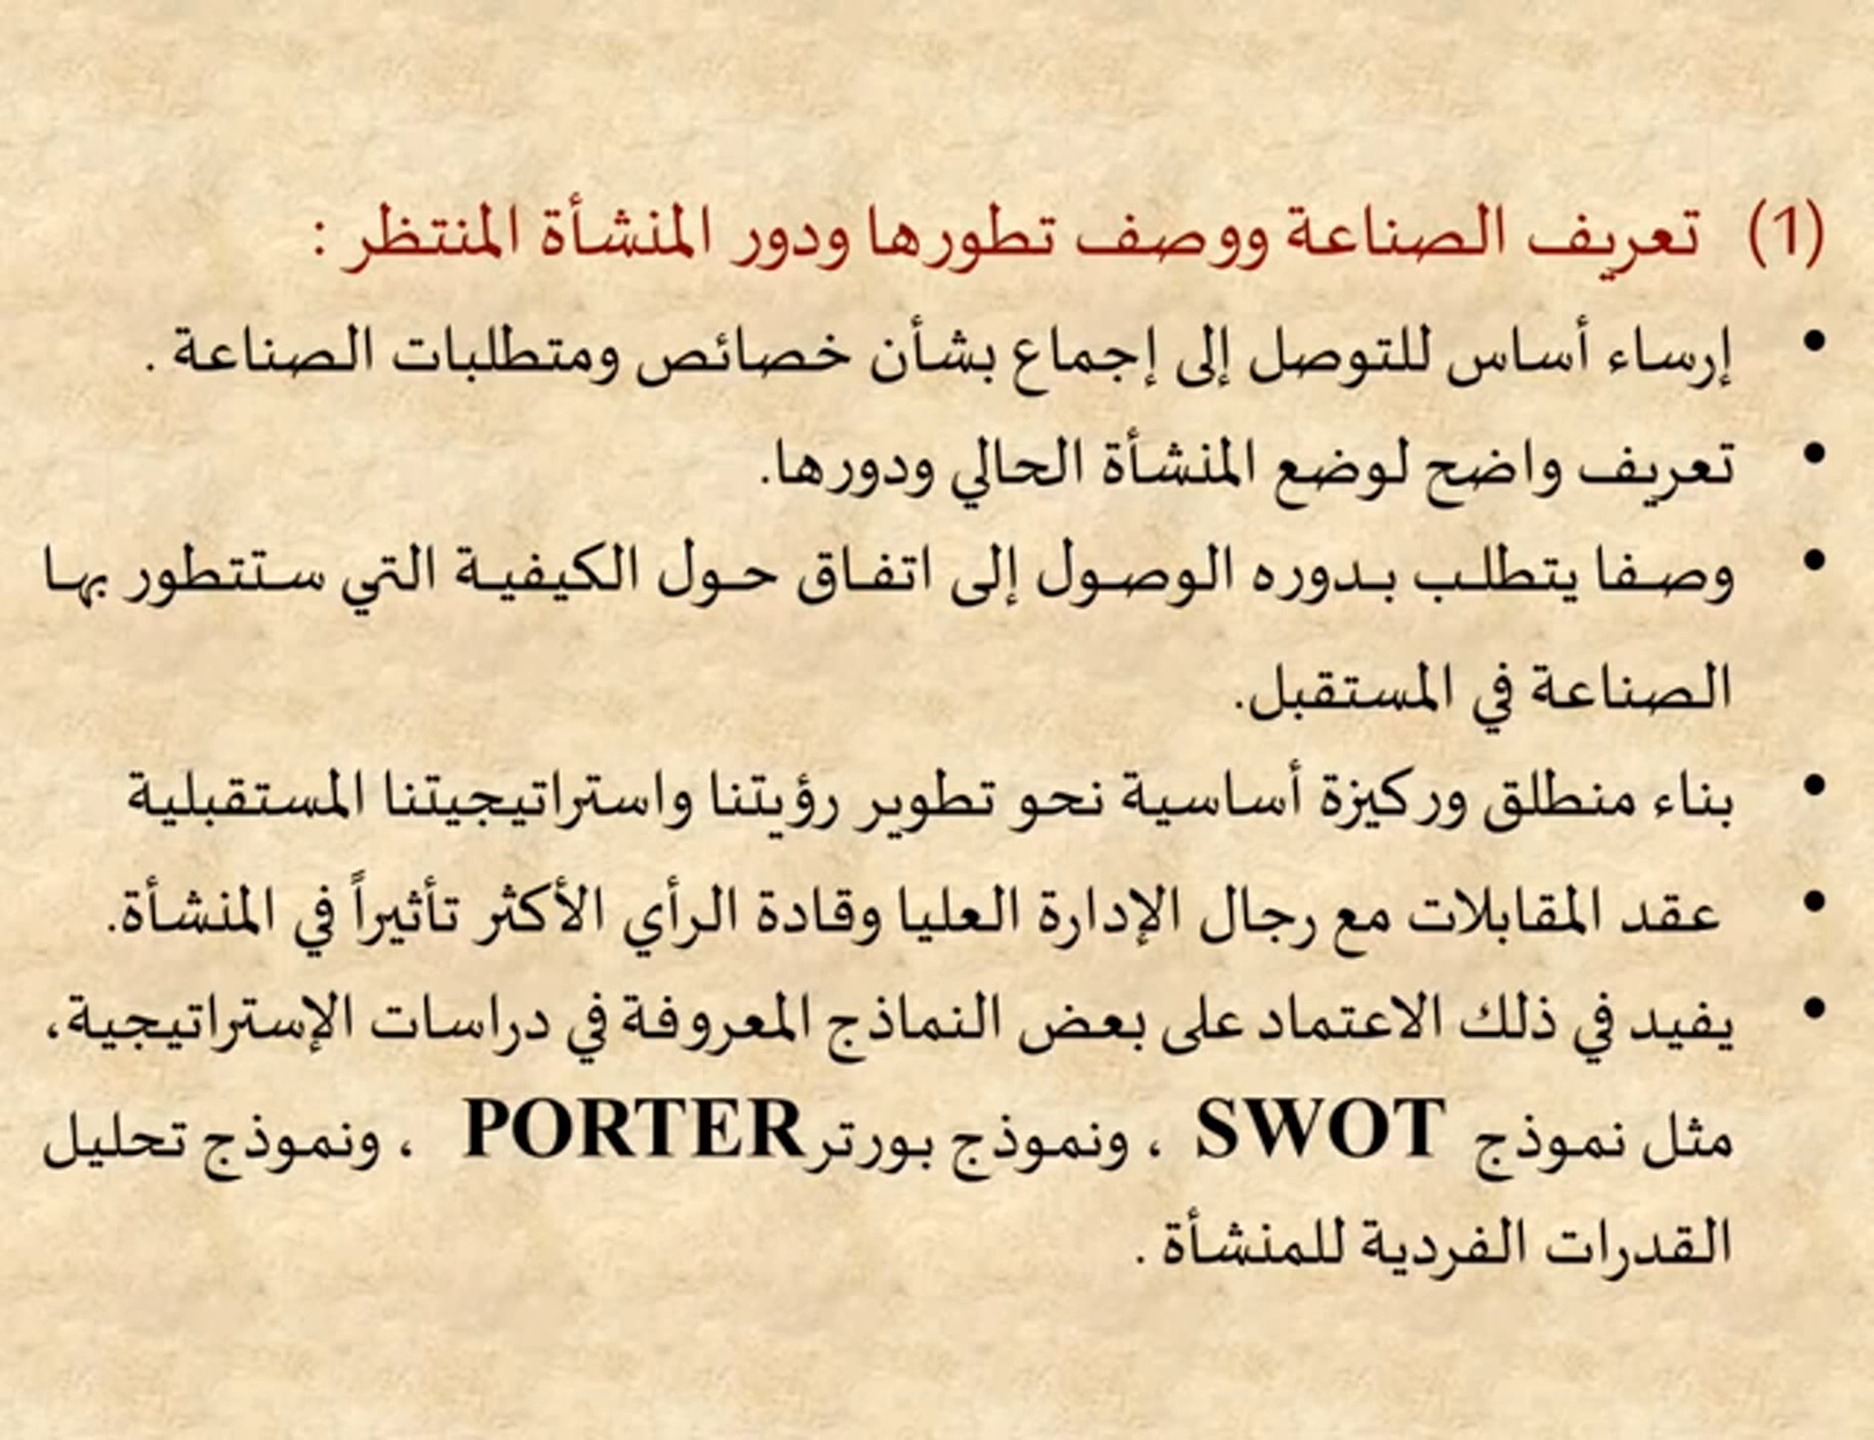 (1) تعريف الصناعة ووصف تطورها ودور المنشأة المنتظر :
• إرساء أساس للتوصل إلى إجماع بشأن خصائص ومتطلبات الصناعة .
• تعريف واضح لوضع المنشأة الحالي ودورها.
• وصفا يتطلب بدوره الوصول إلى اتفاق حول الكيفية التي ستتطور بها
الصناعة في المستقبل.
• بناء منطلق وركيزة أساسية نحو تطوير رؤيتنا واستراتيجيتنا المستقبلية
• عقد المقابلات مع رجال الإدارة العليا وقادة الرأي الأكثر تأثيراً في المنشأة.
• يفيد في ذلك الاعتماد على بعض النماذج المعروفة في دراسات الإستراتيجية،
مثل نموذج SWOT ، ونموذج بورتر PORTER ، ونموذج تحليل
القدرات الفردية للمنشأة .